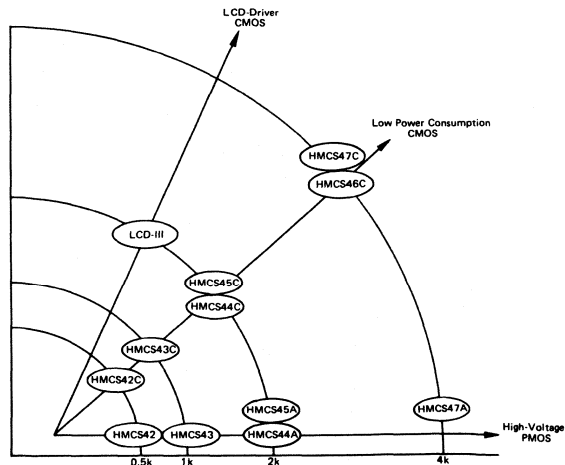 LCD-Driver
CMOS
Low Power Consumption
CMOS
HMCS47C
HMCS46C
LCD-III
HMCS45C
HMCS44C
HMCS43C
HMCS42C
HMCS45A
HMCS47A
HMCS42
HMCS43
HMCS44A
High-Voltage
PMOS
0.5k
1k
2k
4k